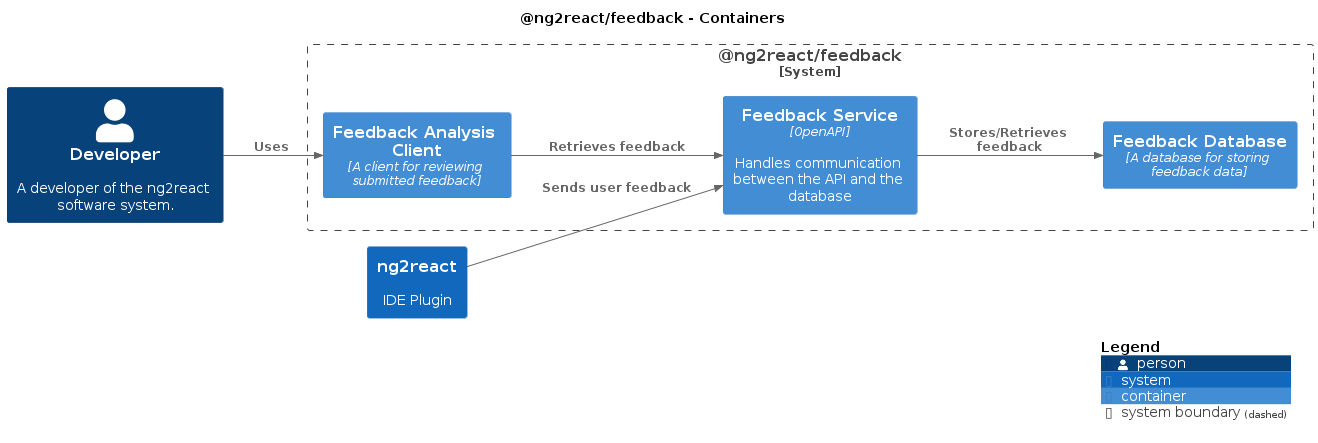 @ng2react/feedback - Containers
@ng2react/feedback
[System]
Developer
A developer of the ng2react
software system.
Uses
Feedback Analysis
Client
[A client for reviewing
submitted feedback]
Retrieves feedback
Sends user feedback
Feedback Service
[OpenAPI]
Handles communication
between the API and the
database
Stores/Retrieves
feedback
Feedback Database
[A database for storing
feedback data]
ng2react
IDE Plugin
Legend
person
system
container
system boundary (dashed)